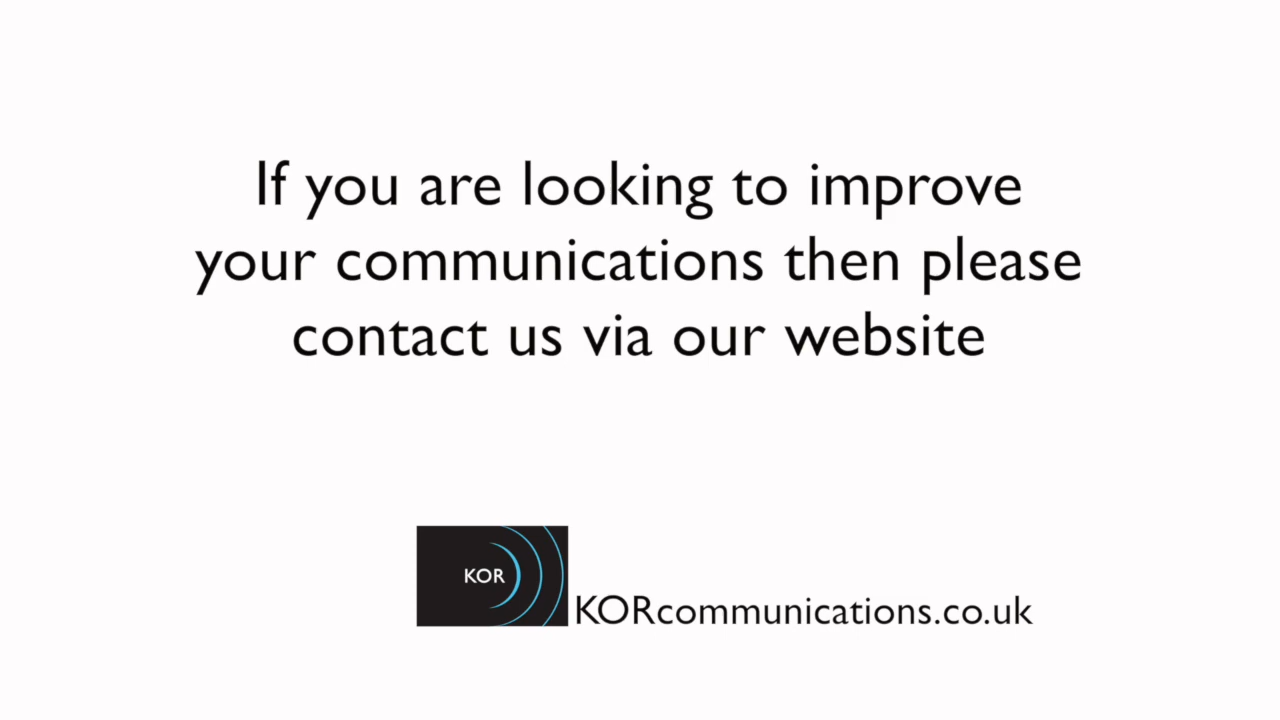 If you are looking to improve
your communications then please
contact us via our website
KOR
KORcommunications.co.uk